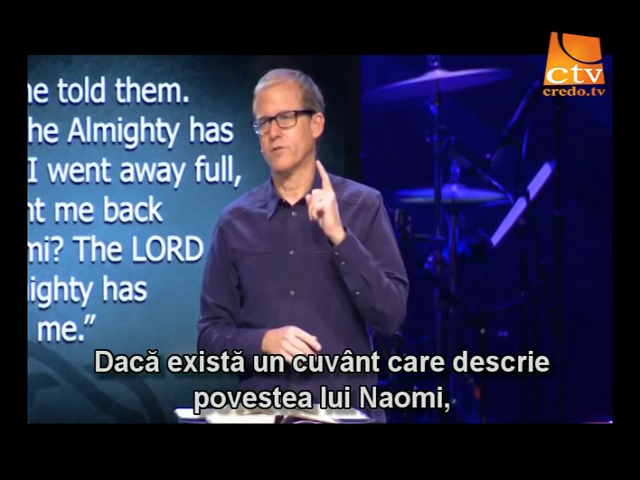 ctv
credo.tv
he told them.
he Almighty has
I went away full,
nt me back
mi? The LORD
ighty has
me.”
Dacă există un cuvânt care descrie
povestea lui Naomi,